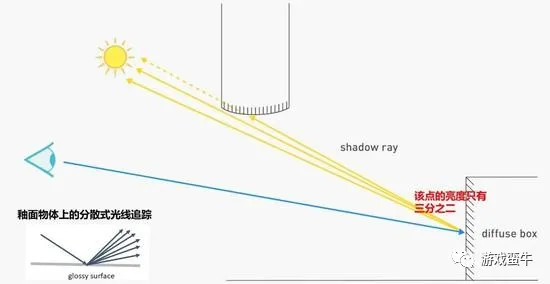 shadow ray
该点的亮度只有
三分之二
釉面物体上的分散式光线追踪
diffuse box
glossy surface
游戏蛮牛